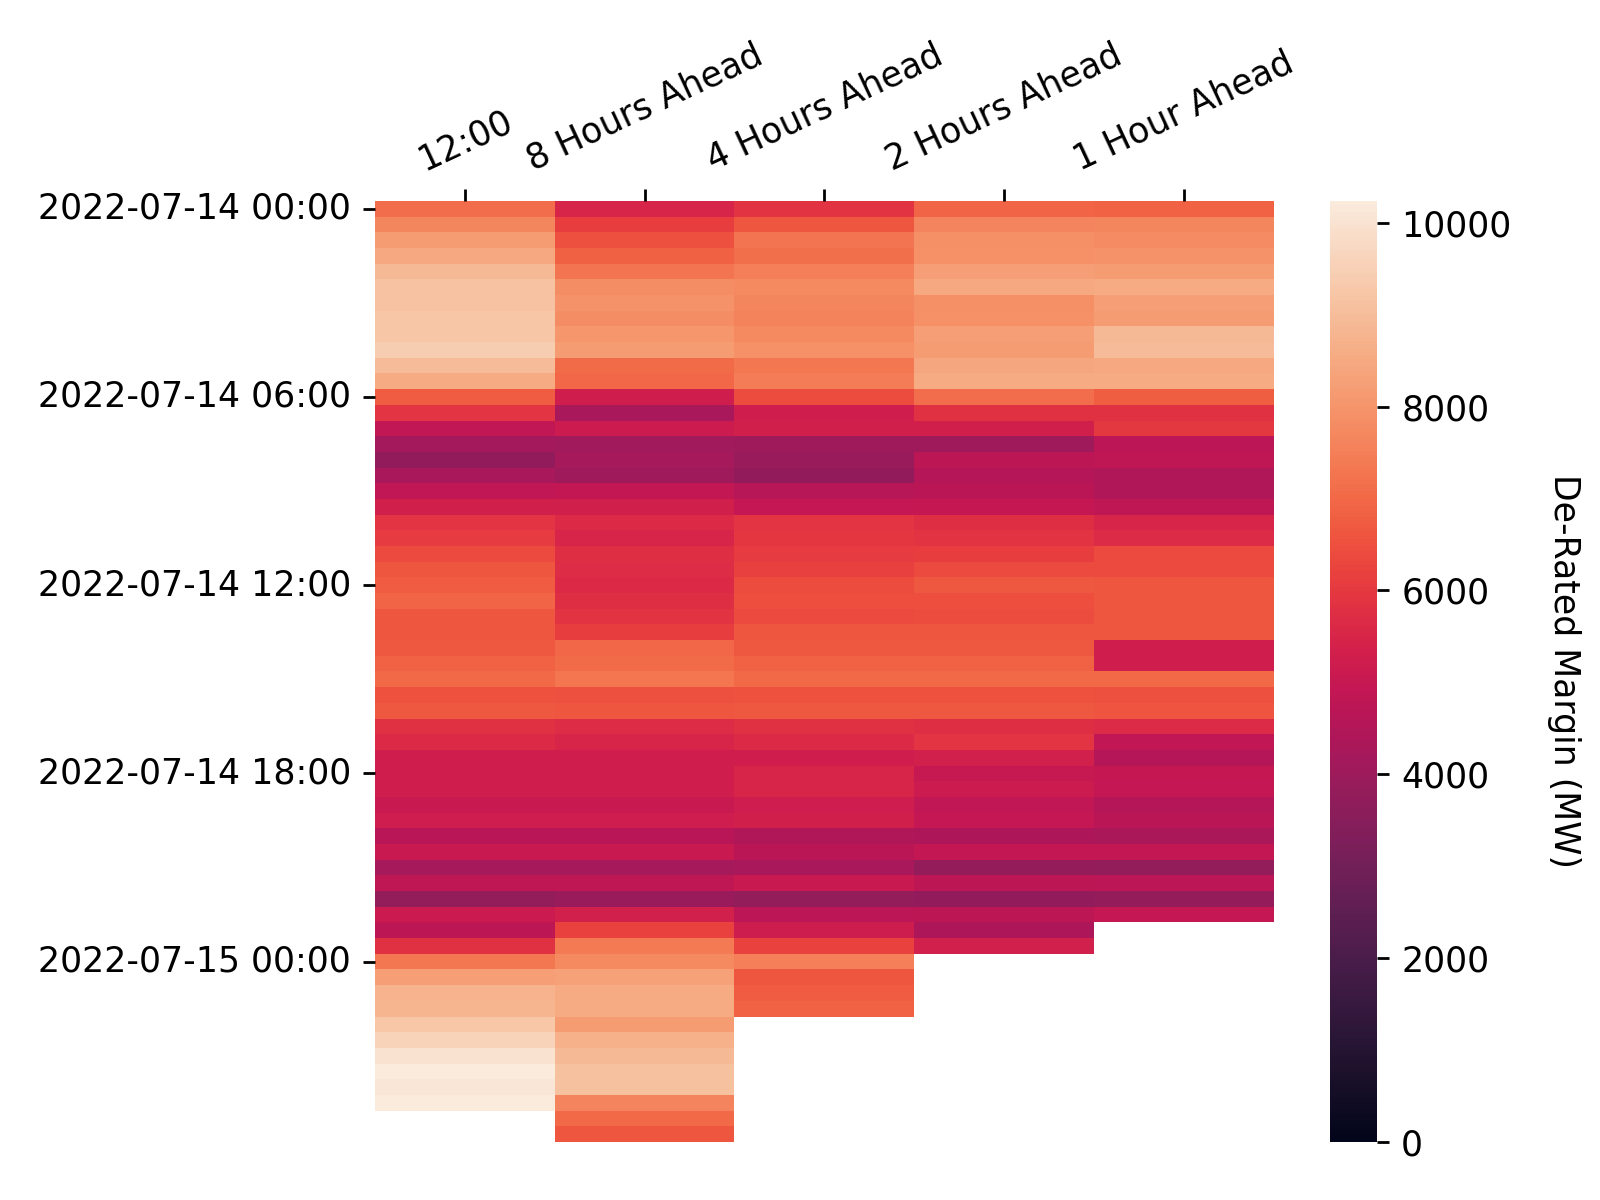 12:00
8 Hours Ahead
4 Hours Ahead
2 Hours Ahead
1 Hour Ahead
2022-07-14 00:00
2022-07-14 06:00
2022-07-14 12:00
2022-07-14 18:00
2022-07-15 00:00
10000
8000
6000
4000
2000
0
De-Rated Margin (MW)